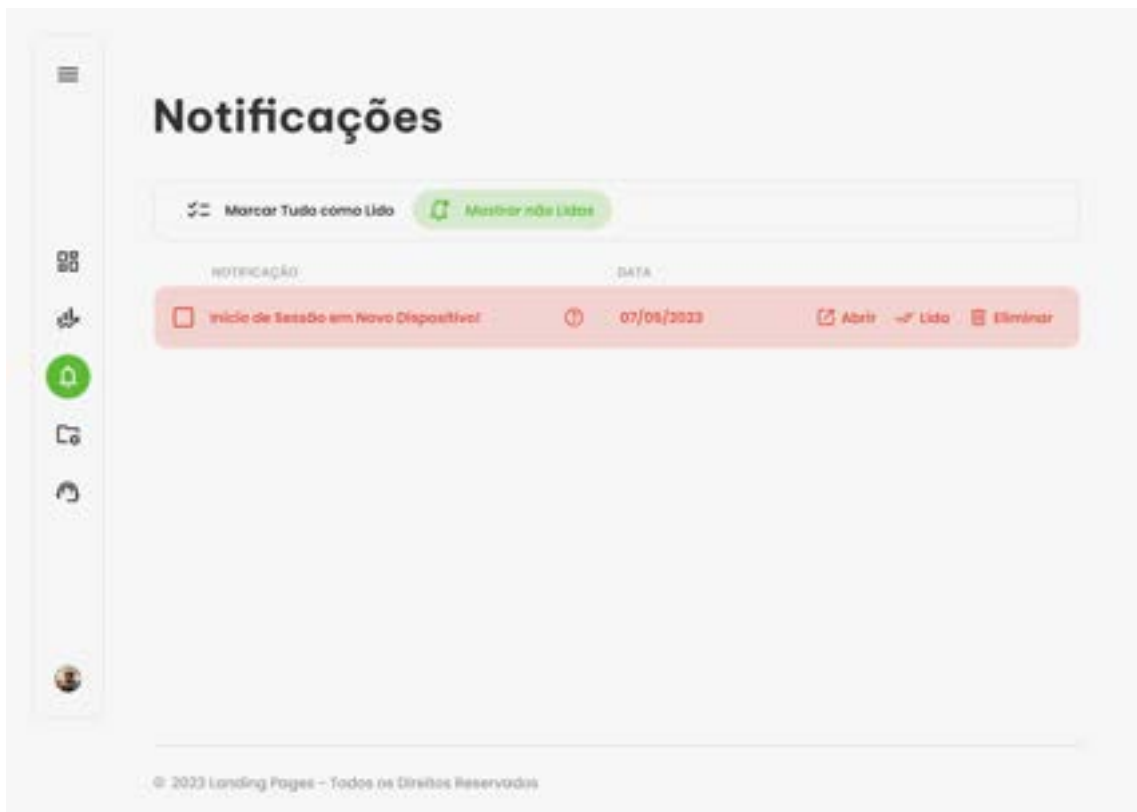 Notificações
Marcar Tudo como Lido Mostrar não Lidas
NOTIFICAÇÃO DATA
Início de Sessão em Novo Dispositivo! 07/05/2023 Abrir Lida Eliminar
© 2023 Landing Pages - Todos os Direitos Reservados